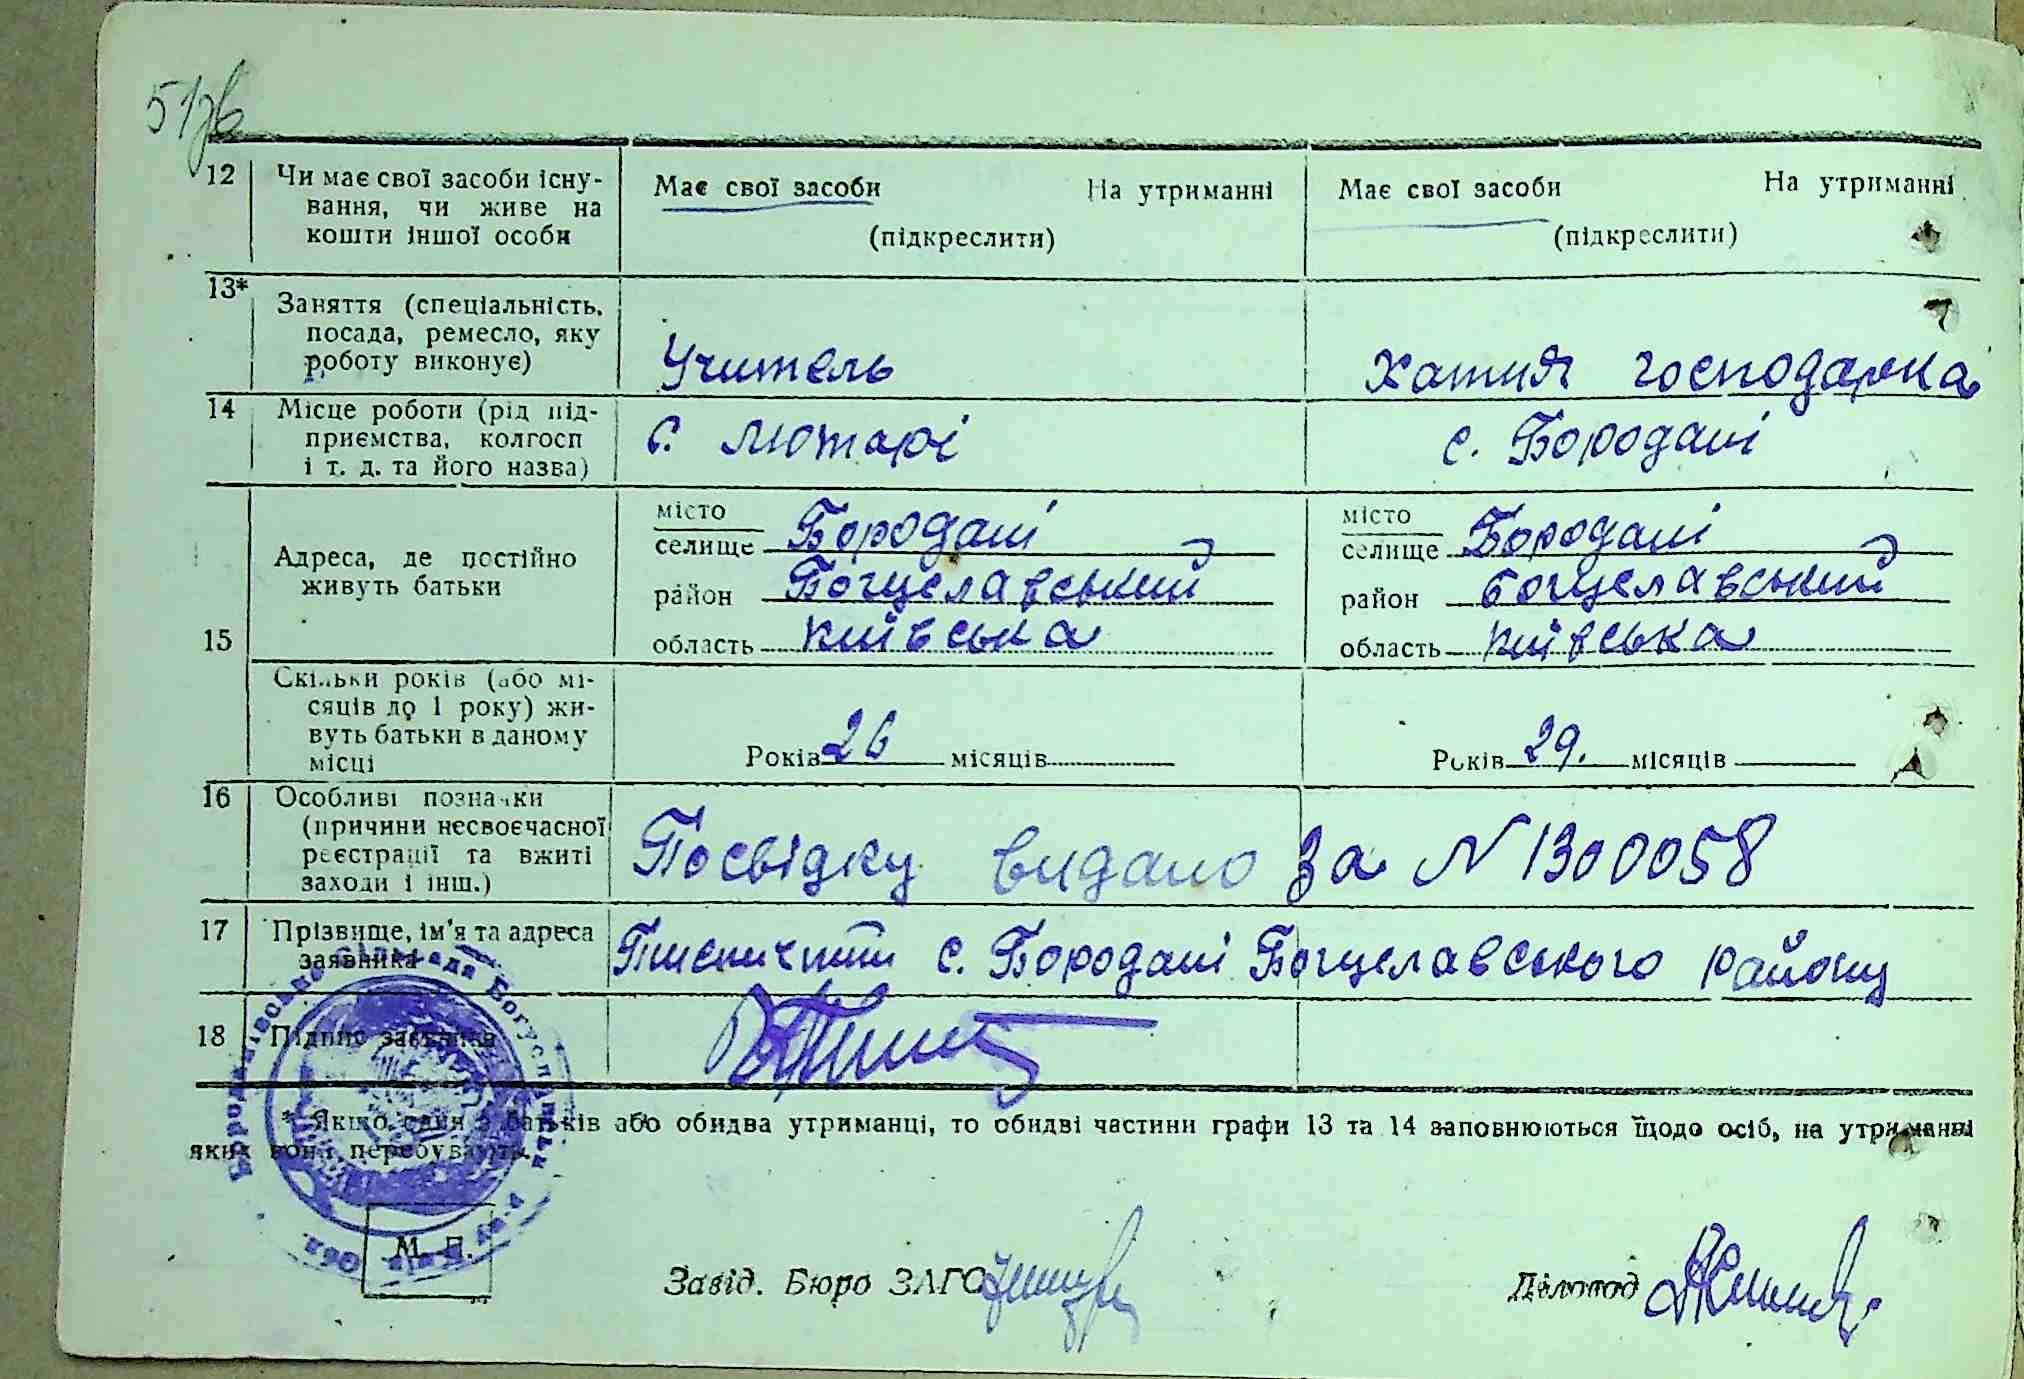 51зв
12 Чи має свої засоби існу- Має свої засоби На утриманні Має свої засоби На утриманні
вання, чи живе на
кошти іншої особи (підкреслити) (підкреслити)
13* Заняття (спеціальність,
посада, ремесло, яку
роботу виконує) Учитель Хатня господарка
14 Місце роботи (рід під-
приємства, колгосп с. Лютарі с. Бородані
і т. д. та його назва)
15 Адреса, де постійно
живуть батьки
місто
селище Бородані
район Богуславський
область Київська
місто
селище Бородані
район Богуславський
область Київська
Скільки років (або мі-
сяців до 1 року) жи-
вуть батьки в даному
місці Років 26 місяців Років 29. місяців
16 Особливі позначки
(причини несвоєчасної
реєстрації та вжиті
заходи і інш.) Посвідку видано за N 1300058
17 Прізвище, ім'я та адреса
заявника с. Бородані Богуславського району
18 Підпис заявника
* Якщо один з батьків або обидва утриманці, то обидві частини графи 13 та 14 заповнюються щодо осіб, на утриманні
яких вони перебувають.
М. П.
Завід. Бюро ЗАГС Діловод